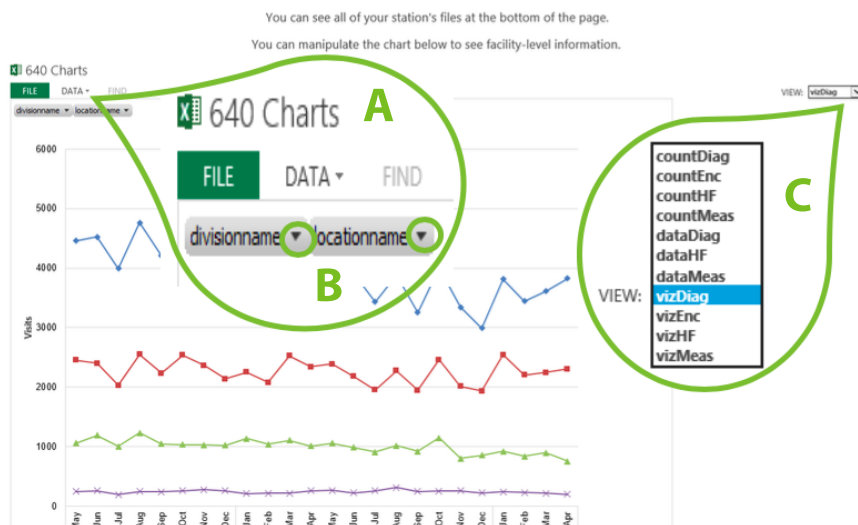 You can see all of your station's files at the bottom of the page.
You can manipulate the chart below to see facility-level information.
640 Charts
FILE DATA FIND
divisionname locationname
VIEW: vizDiag
A
640 Charts
FILE DATA FIND
divisionname locationname
B
C
countDiag
countEnc
countHF
countMeas
dataDiag
dataHF
dataMeas
VIEW: vizDiag
vizEnc
vizHF
vizMeas
Visits
6000
5000
4000
3000
2000
1000
0
May Jun Jul Aug Sep Oct Nov Dec Jan Feb Mar Apr May Jun Jul Aug Sep Oct Nov Dec Jan Feb Mar Apr